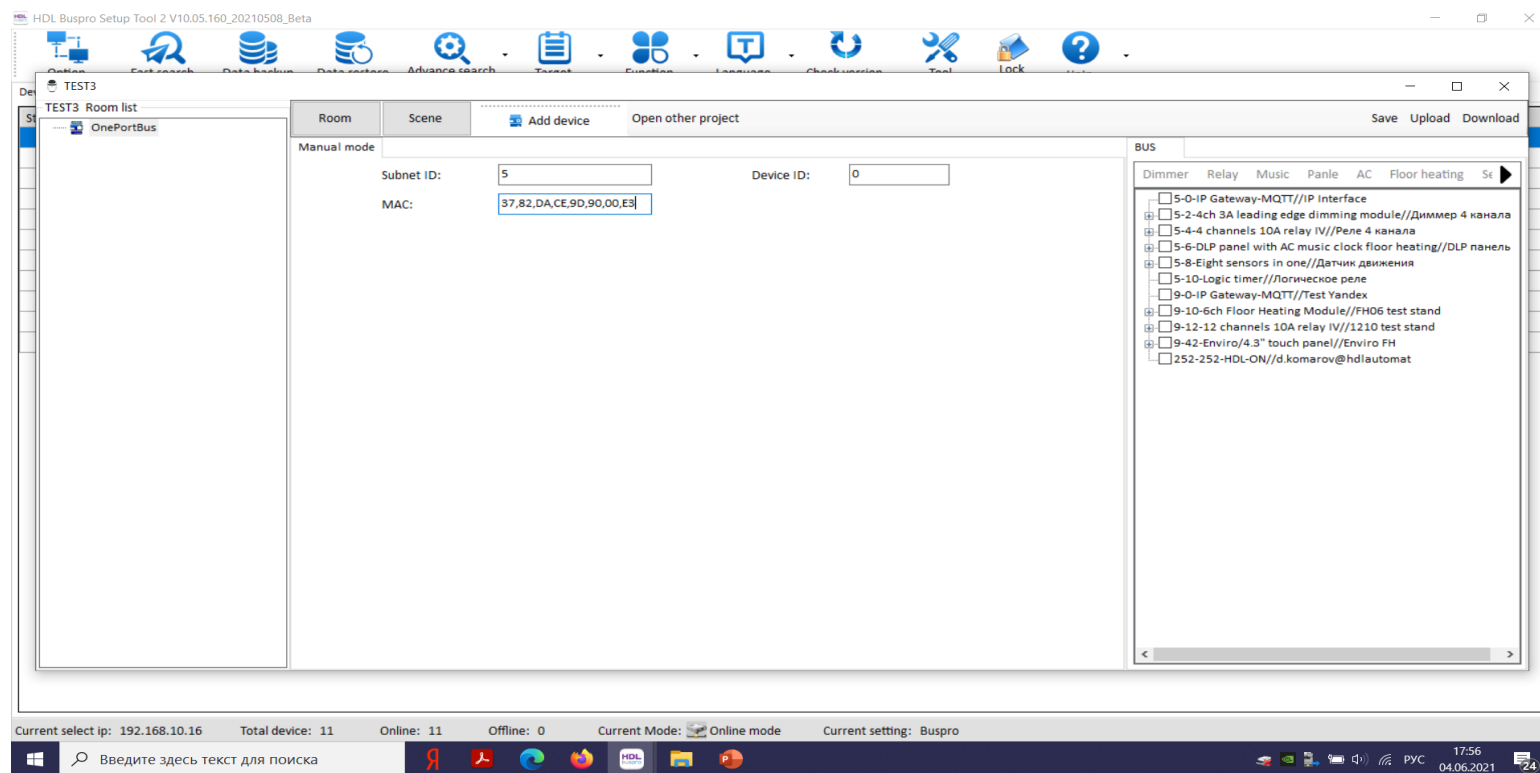 HDL Buspro Setup Tool 2 V10.05.160_20210508_Beta
Option Fast search Data backup Data restore Advance search Target Function Language Check version Tool Lock
TEST3
TEST3 Room list
OnePortBus
Room Scene Add device Open other project Save Upload Download
Manual mode
Subnet ID: 5 Device ID: 0
MAC: 37,82,DA,CE,9D,90,00,E3
BUS
Dimmer Relay Music Panle AC Floor heating
5-0-IP Gateway-MQTT//IP Interface
5-2-4ch 3A leading edge dimming module//Диммер 4 канала
5-4-4 channels 10A relay IV//Реле 4 канала
5-6-DLP panel with AC music clock floor heating//DLP панель
5-8-Eight sensors in one//Датчик движения
5-10-Logic timer//Логическое реле
9-0-IP Gateway-MQTT//Test Yandex
9-10-6ch Floor Heating Module//FH06 test stand
9-12-12 channels 10A relay IV//1210 test stand
9-42-Enviro/4.3" touch panel//Enviro FH
252-252-HDL-ON//d.komarov@hdlautomat
Current select ip: 192.168.10.16 Total device: 11 Online: 11 Offline: 0 Current Mode: Online mode Current setting: Buspro
Введите здесь текст для поиска
РУС
17:56
04.06.2021
24